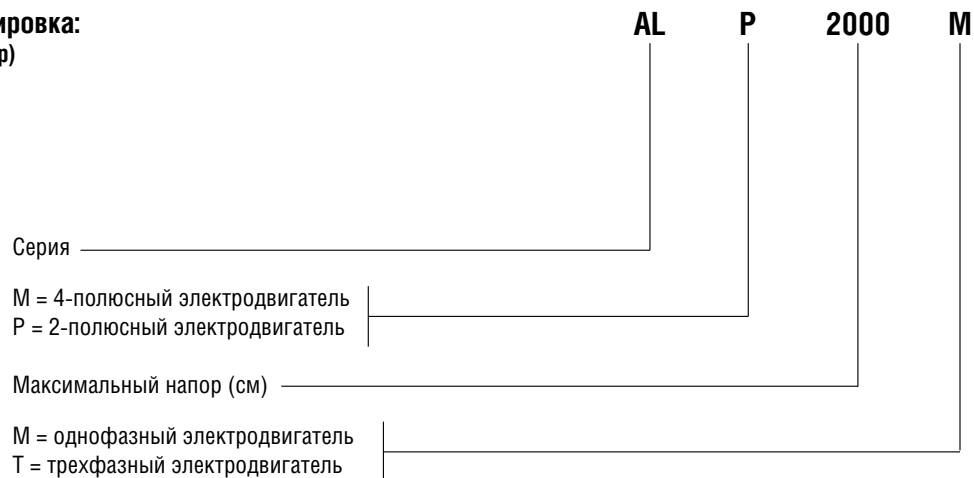 ировка: AL P 2000 M
р)
Серия
М = 4-полюсный электродвигатель
Р = 2-полюсный электродвигатель
Максимальный напор (см)
М = однофазный электродвигатель
Т = трехфазный электродвигатель